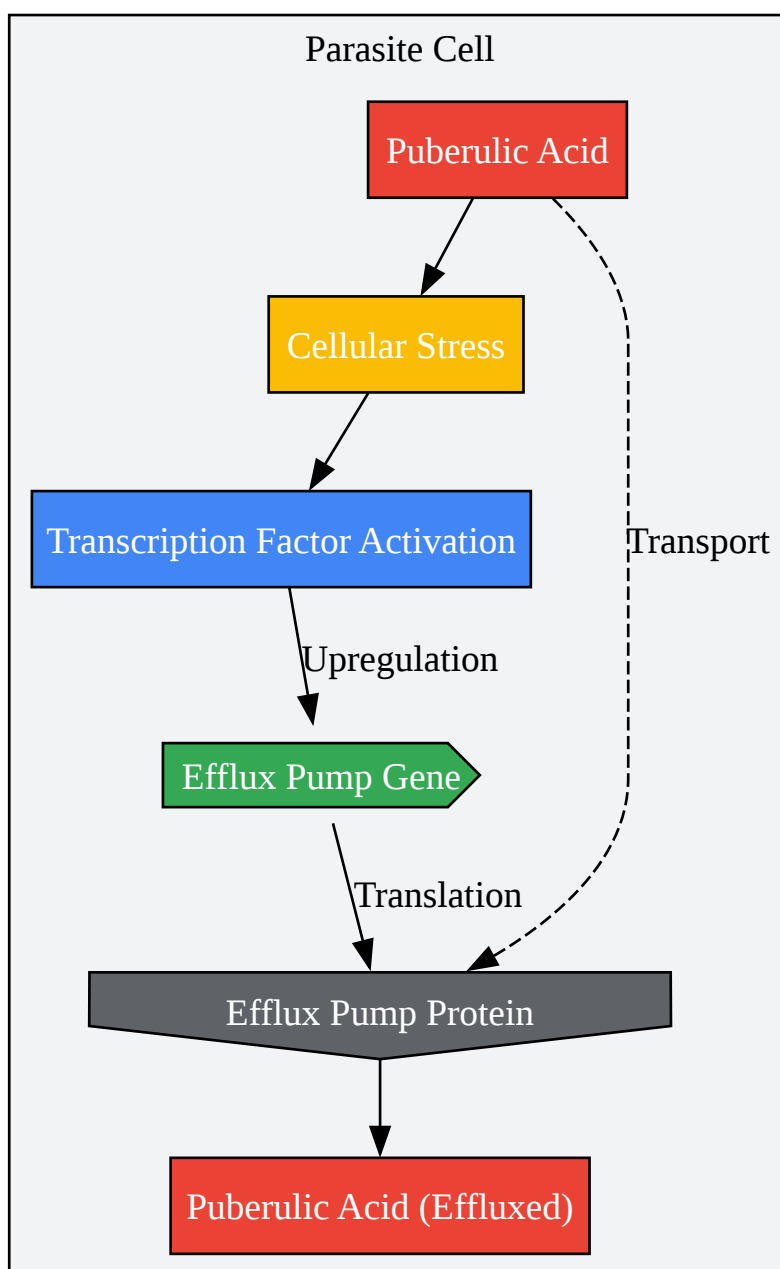 Parasite Cell
Puberulic Acid
Cellular Stress
Transcription Factor Activation
Transport
Upregulation
Efflux Pump Gene
Translation
Efflux Pump Protein
Puberulic Acid (Effluxed)